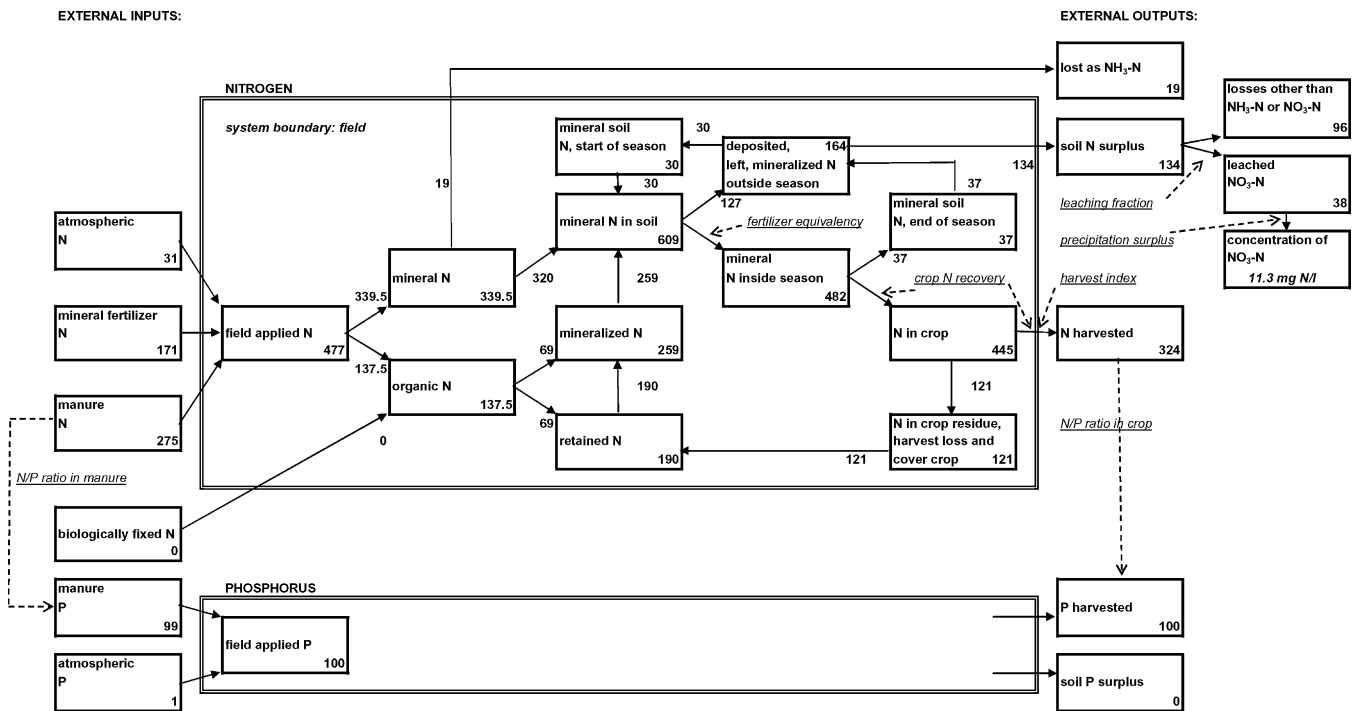 EXTERNAL INPUTS:
EXTERNAL OUTPUTS:
lost as NH₃-N
19
NITROGEN
system boundary: field
losses other than
NH₃-N or NO₃-N
96
soil N surplus
134
134
leached
NO₃-N
38
leaching fraction
precipitation surplus
concentration of
NO₃-N
11.3 mg N/l
mineral soil
N, start of season
30
30
30
deposited,
164
left, mineralized N
outside season
127
37
mineral soil
N, end of season
37
37
19
mineral N in soil
609
fertilizer equivalency
mineral
N inside season
482
crop N recovery
harvest index
atmospheric
N
31
mineral N
339.5
339.5
320
259
mineral fertilizer
N
171
field applied N
477
mineralized N
259
69
N in crop
445
N harvested
324
137.5
organic N
137.5
190
121
manure
N
275
69
retained N
190
121
N in crop residue,
harvest loss and
cover crop
121
N/P ratio in crop
0
N/P ratio in manure
biologically fixed N
0
manure
P
99
PHOSPHORUS
field applied P
100
P harvested
100
atmospheric
P
1
soil P surplus
0